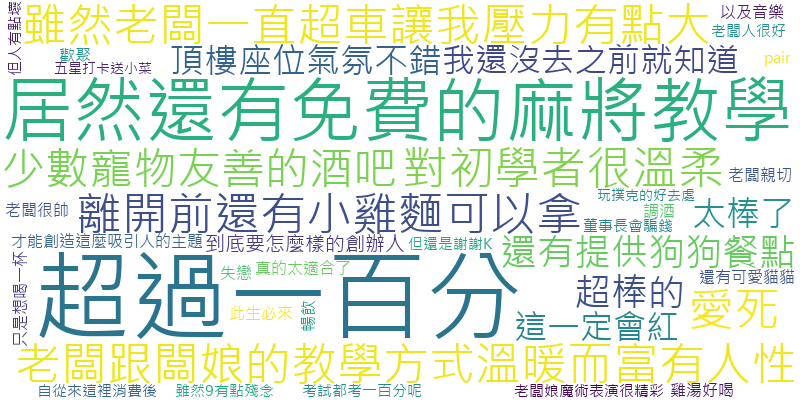 但人有點擠
雖然老闆一直超車讓我壓力有點大
以及音樂
老闆人很好
歡聚
五星打卡送小菜
頂樓座位氣氛不錯
我還沒去之前就知道
pair
居然還有免費的麻將教學
少數寵物友善的酒吧
對初學者很溫柔
老闆親切
離開前還有小雞麵可以拿
玩撲克的好去處
老闆很帥
調酒
太棒了
董事長會騙錢
才能創造這麼吸引人的主題
到底要怎麼樣的創辦人
但還是謝謝K
還有提供狗狗餐點
只是想喝一杯
超過一百分
失戀
真的太適合了
還有可愛貓貓
超棒的
愛死
此生必來
暢飲
這一定會紅
老闆跟闆娘的教學方式溫暖而富有人性
自從來這裡消費後
雖然9有點殘念
考試都考一百分呢
老闆娘魔術表演很精彩
雞湯好喝